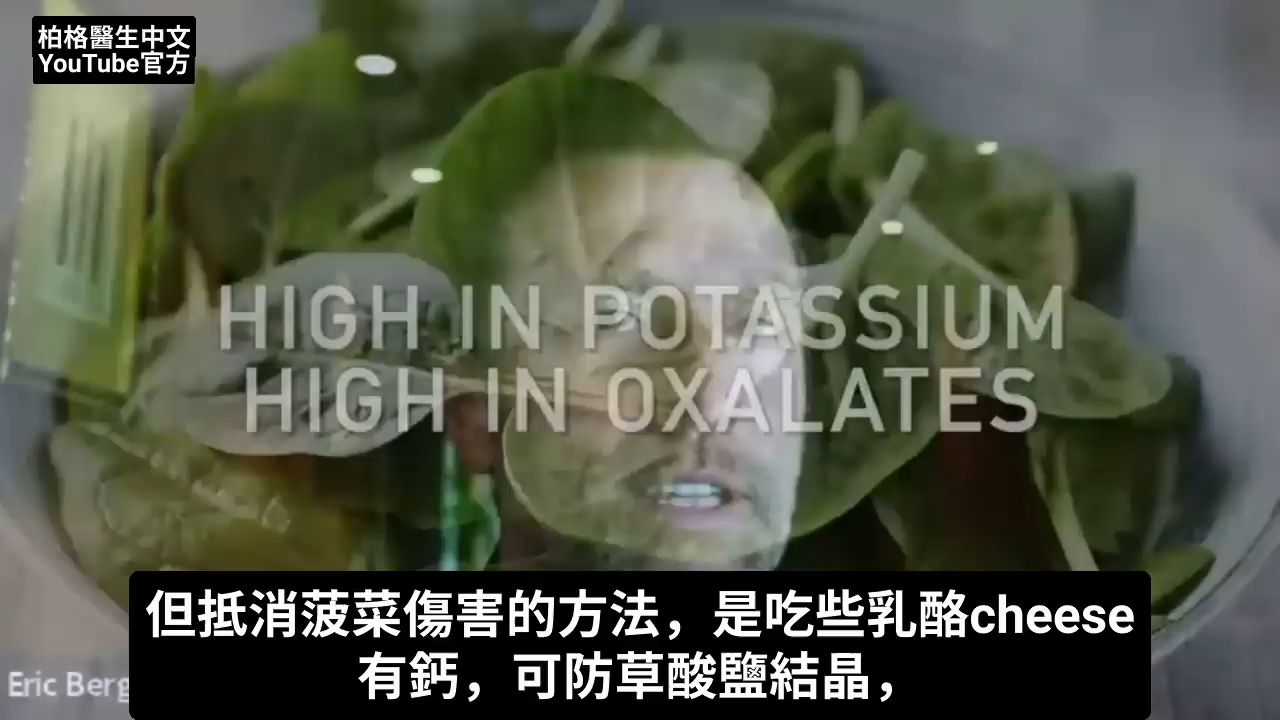 柏格醫生中文
YouTube官方
HIGH IN POTASSIUM
HIGH IN OXALATES
但抵消菠菜傷害的方法，是吃些乳酪cheese
有鈣，可防草酸鹽結晶，
Eric Berg